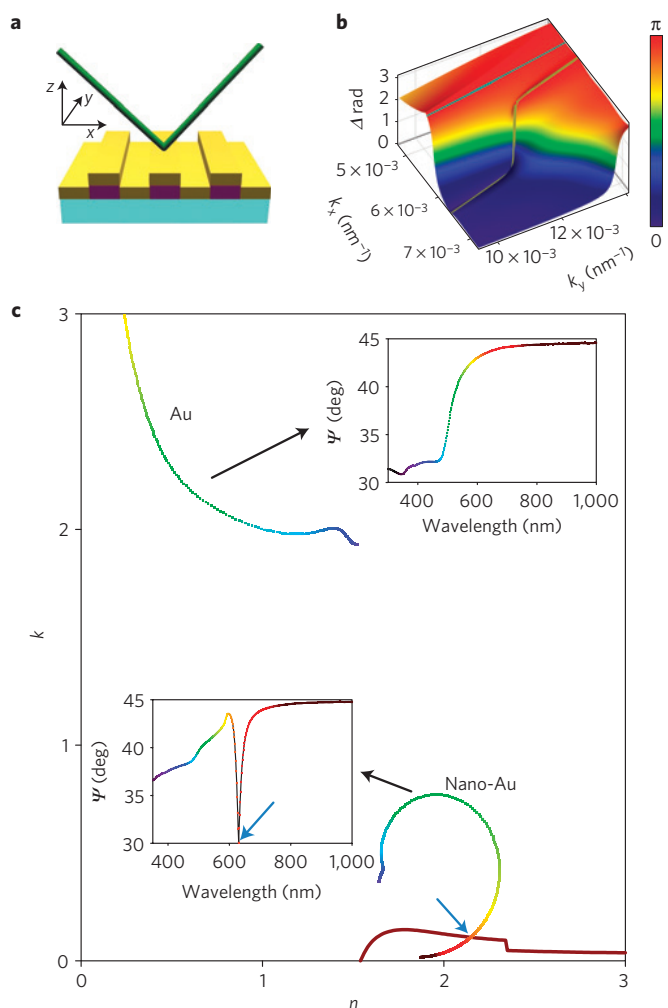 a
z
y
x
b
π
3
2
1
0
Δ rad
5 × 10⁻³
6 × 10⁻³
7 × 10⁻³
kₓ (nm⁻¹)
10 × 10⁻³
12 × 10⁻³
k_y (nm⁻¹)
0
c
3
2
1
0
k
Au
45
40
35
30
Ψ (deg)
400 600 800 1,000
Wavelength (nm)
45
40
35
30
Ψ (deg)
400 600 800 1,000
Wavelength (nm)
Nano-Au
0 1 2 3
n